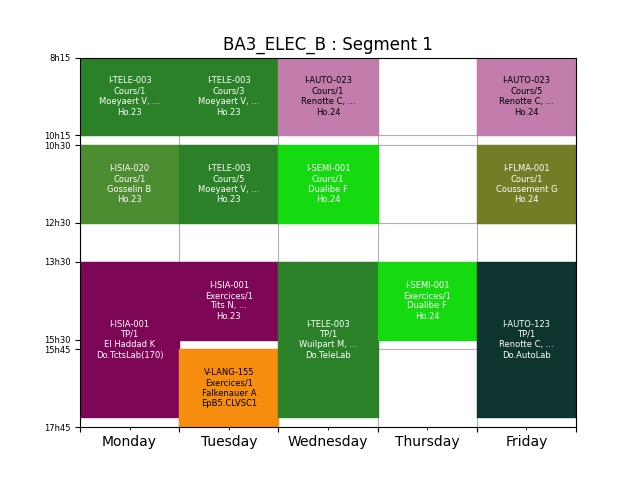 BA3_ELEC_B : Segment 1
8h15
10h15
10h30
12h30
13h30
15h30
15h45
17h45
I-TELE-003
Cours/1
Moeyaert V, ...
Ho.23
I-TELE-003
Cours/3
Moeyaert V, ...
Ho.23
I-AUTO-023
Cours/1
Renotte C, ...
Ho.24
I-AUTO-023
Cours/5
Renotte C, ...
Ho.24
I-ISIA-020
Cours/1
Gosselin B
Ho.23
I-TELE-003
Cours/5
Moeyaert V, ...
Ho.23
I-SEMI-001
Cours/1
Dualibe F
Ho.24
I-FLMA-001
Cours/1
Coussement G
Ho.24
I-ISIA-001
TP/1
El Haddad K
Do.TctsLab(170)
I-ISIA-001
Exercices/1
Tits N, ...
Ho.23
I-TELE-003
TP/1
Wuilpart M, ...
Do.TeleLab
I-SEMI-001
Exercices/1
Dualibe F
Ho.24
I-AUTO-123
TP/1
Renotte C, ...
Do.AutoLab
V-LANG-155
Exercices/1
Falkenauer A
EpB5.CLVSC1
Monday
Tuesday
Wednesday
Thursday
Friday